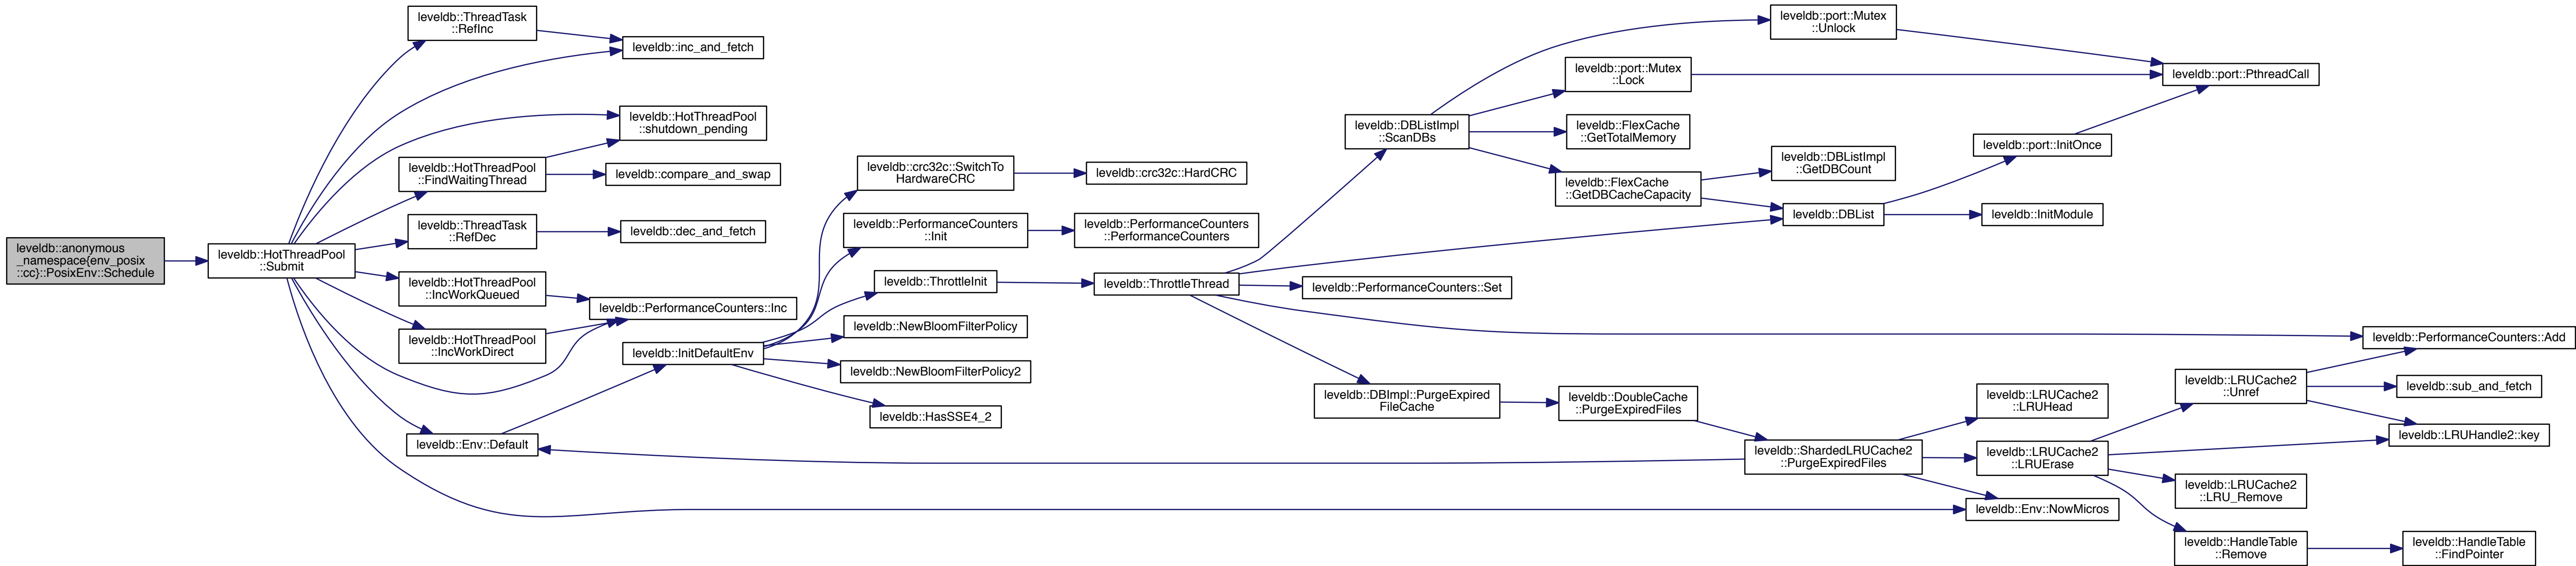 leveldb::anonymous
_namespace{env_posix
::cc}::PosixEnv::Schedule
leveldb::HotThreadPool
::Submit
leveldb::ThreadTask
::RefInc
leveldb::HotThreadPool
::FindWaitingThread
leveldb::ThreadTask
::RefDec
leveldb::HotThreadPool
::IncWorkQueued
leveldb::HotThreadPool
::IncWorkDirect
leveldb::Env::Default
leveldb::inc_and_fetch
leveldb::HotThreadPool
::shutdown_pending
leveldb::compare_and_swap
leveldb::dec_and_fetch
leveldb::PerformanceCounters::Inc
leveldb::InitDefaultEnv
leveldb::crc32c::SwitchTo
HardwareCRC
leveldb::PerformanceCounters
::Init
leveldb::ThrottleInit
leveldb::NewBloomFilterPolicy
leveldb::NewBloomFilterPolicy2
leveldb::HasSSE4_2
leveldb::crc32c::HardCRC
leveldb::PerformanceCounters
::PerformanceCounters
leveldb::ThrottleThread
leveldb::DBListImpl
::ScanDBs
leveldb::PerformanceCounters::Set
leveldb::DBImpl::PurgeExpired
FileCache
leveldb::port::Mutex
::Lock
leveldb::FlexCache
::GetTotalMemory
leveldb::FlexCache
::GetDBCacheCapacity
leveldb::DoubleCache
::PurgeExpiredFiles
leveldb::port::Mutex
::Unlock
leveldb::DBListImpl
::GetDBCount
leveldb::DBList
leveldb::ShardedLRUCache2
::PurgeExpiredFiles
leveldb::port::InitOnce
leveldb::InitModule
leveldb::LRUCache2
::LRUHead
leveldb::LRUCache2
::LRUErase
leveldb::Env::NowMicros
leveldb::port::PthreadCall
leveldb::LRUCache2
::Unref
leveldb::LRUCache2
::LRU_Remove
leveldb::HandleTable
::Remove
leveldb::PerformanceCounters::Add
leveldb::sub_and_fetch
leveldb::LRUHandle2::key
leveldb::HandleTable
::FindPointer